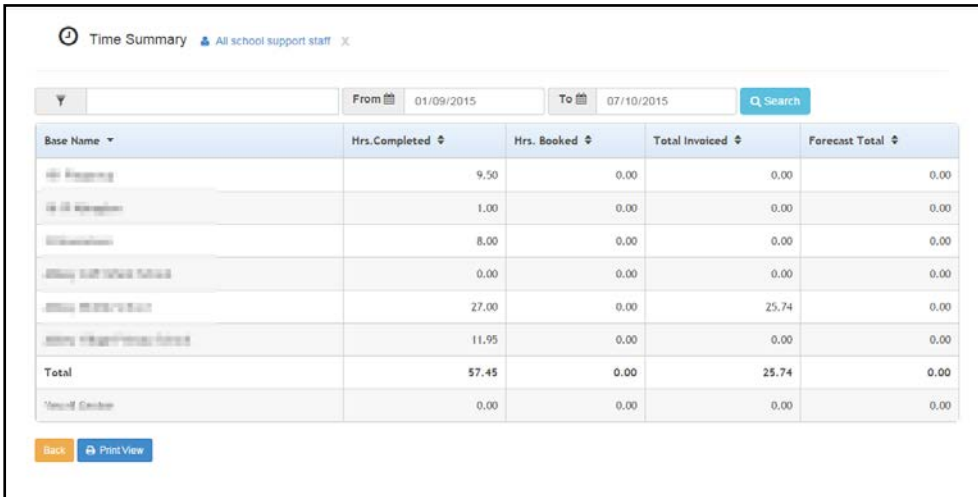 Time Summary All school support staff X
From 01/09/2015 To 07/10/2015 Search
Base Name Hrs.Completed Hrs. Booked Total Invoiced Forecast Total
9.50 0.00 0.00 0.00
1.00 0.00 0.00 0.00
8.00 0.00 0.00 0.00
0.00 0.00 0.00 0.00
27.00 0.00 25.74 0.00
11.95 0.00 0.00 0.00
Total 57.45 0.00 25.74 0.00
0.00 0.00 0.00 0.00
Back Print View